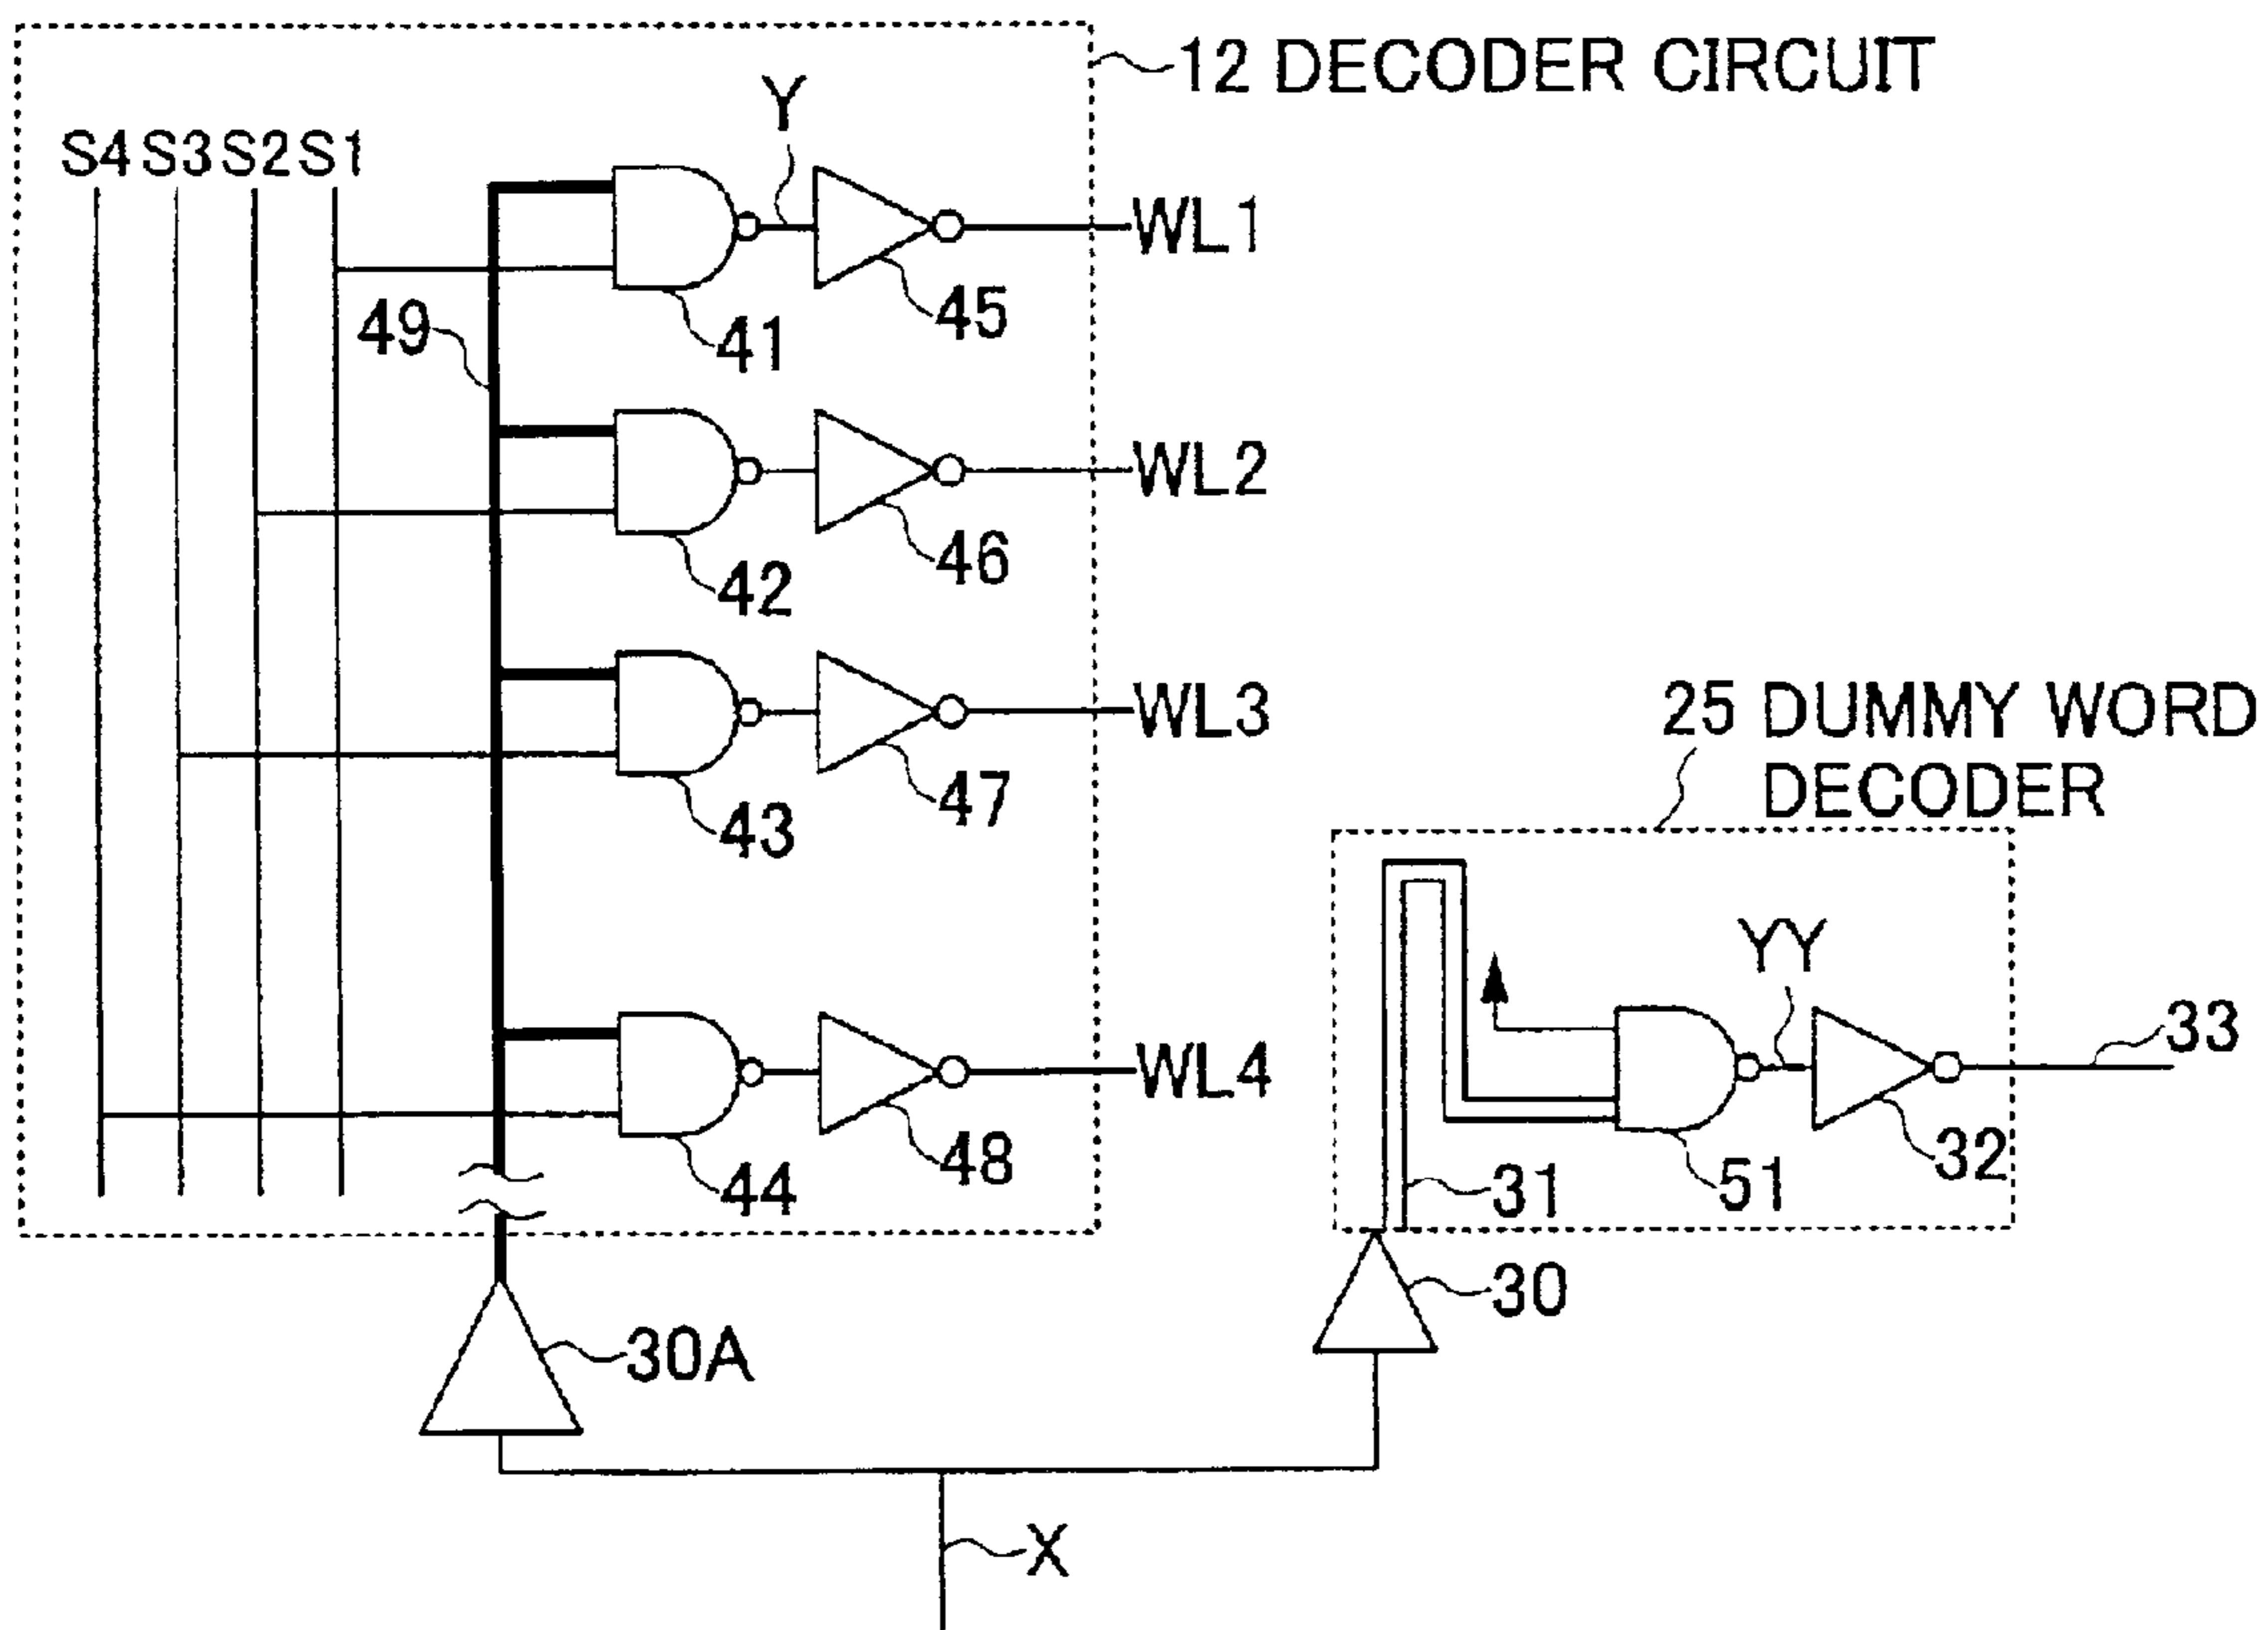 12 DECODER CIRCUIT
Y
S4 S3 S2 S1
WL1
45
49
41
WL2
46
42
WL3
25 DUMMY WORD
DECODER
47
43
YY
33
WL4
48
44
32
31
51
30
30A
X